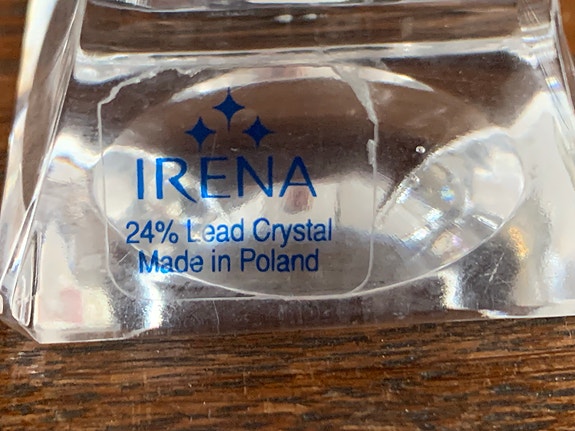 IRENA
24% Lead Crystal
Made in Poland